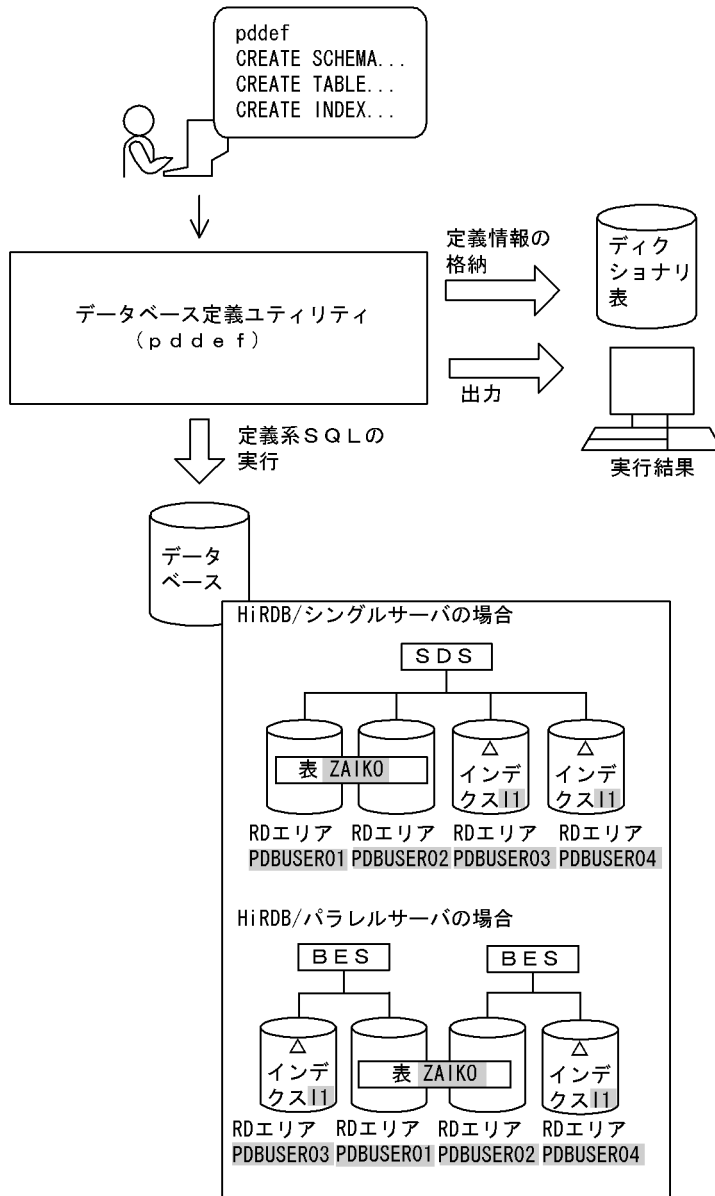 pddef
CREATE SCHEMA...
CREATE TABLE...
CREATE INDEX...
定義情報の
格納
ディク
ショナリ
表
データベース定義ユティリティ
(pddef)
出力
実行結果
定義系SQLの
実行
データ
ベース
HiRDB/シングルサーバの場合
SDS
表 ZAIKO
インデ
クスI1
インデ
クスI1
RDエリア
PDBUSER01
RDエリア
PDBUSER02
RDエリア
PDBUSER03
RDエリア
PDBUSER04
HiRDB/パラレルサーバの場合
BES
BES
インデ
クスI1
表 ZAIKO
インデ
クスI1
RDエリア
PDBUSER03
RDエリア
PDBUSER01
RDエリア
PDBUSER02
RDエリア
PDBUSER04